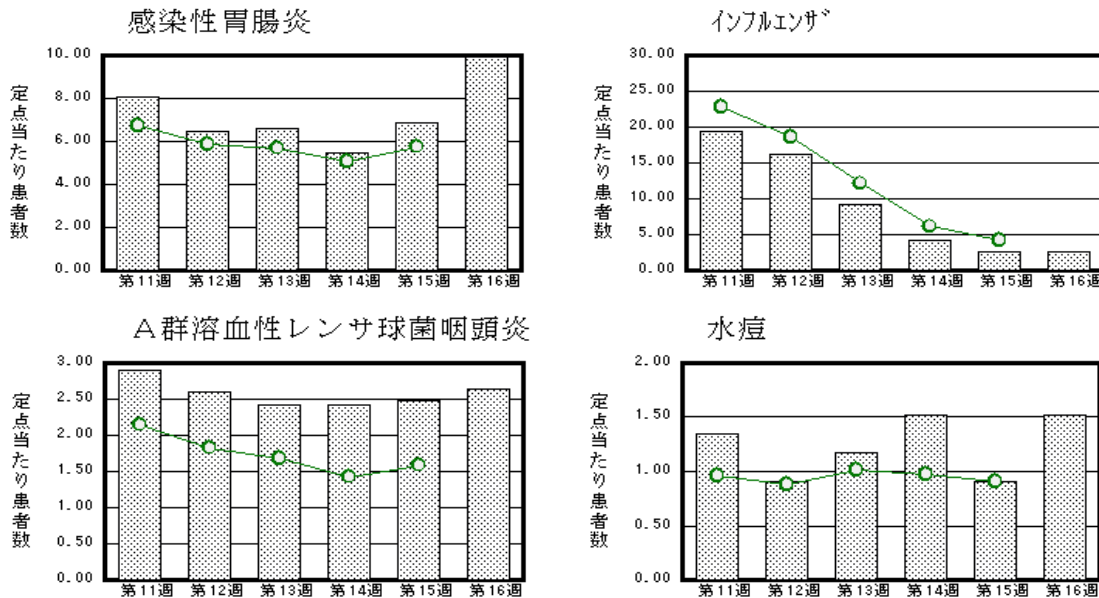 感染性胃腸炎
定点当たり患者数
10.00
8.00
6.00
4.00
2.00
0.00
第11週 第12週 第13週 第14週 第15週 第16週
インフルエンザ
定点当たり患者数
30.00
25.00
20.00
15.00
10.00
5.00
0.00
第11週 第12週 第13週 第14週 第15週 第16週
A群溶血性レンサ球菌咽頭炎
定点当たり患者数
3.00
2.50
2.00
1.50
1.00
0.50
0.00
第11週 第12週 第13週 第14週 第15週 第16週
水痘
定点当たり患者数
2.00
1.50
1.00
0.50
0.00
第11週 第12週 第13週 第14週 第15週 第16週